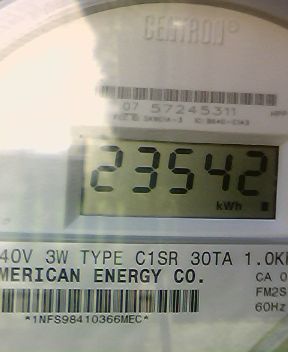 CENTRON®
07 57245311
23542
kWh
40V 3W TYPE C1SR 30TA 1.0K
MERICAN ENERGY CO.
CA 0
FM2S
60Hz
*1NFS98410366MEC*